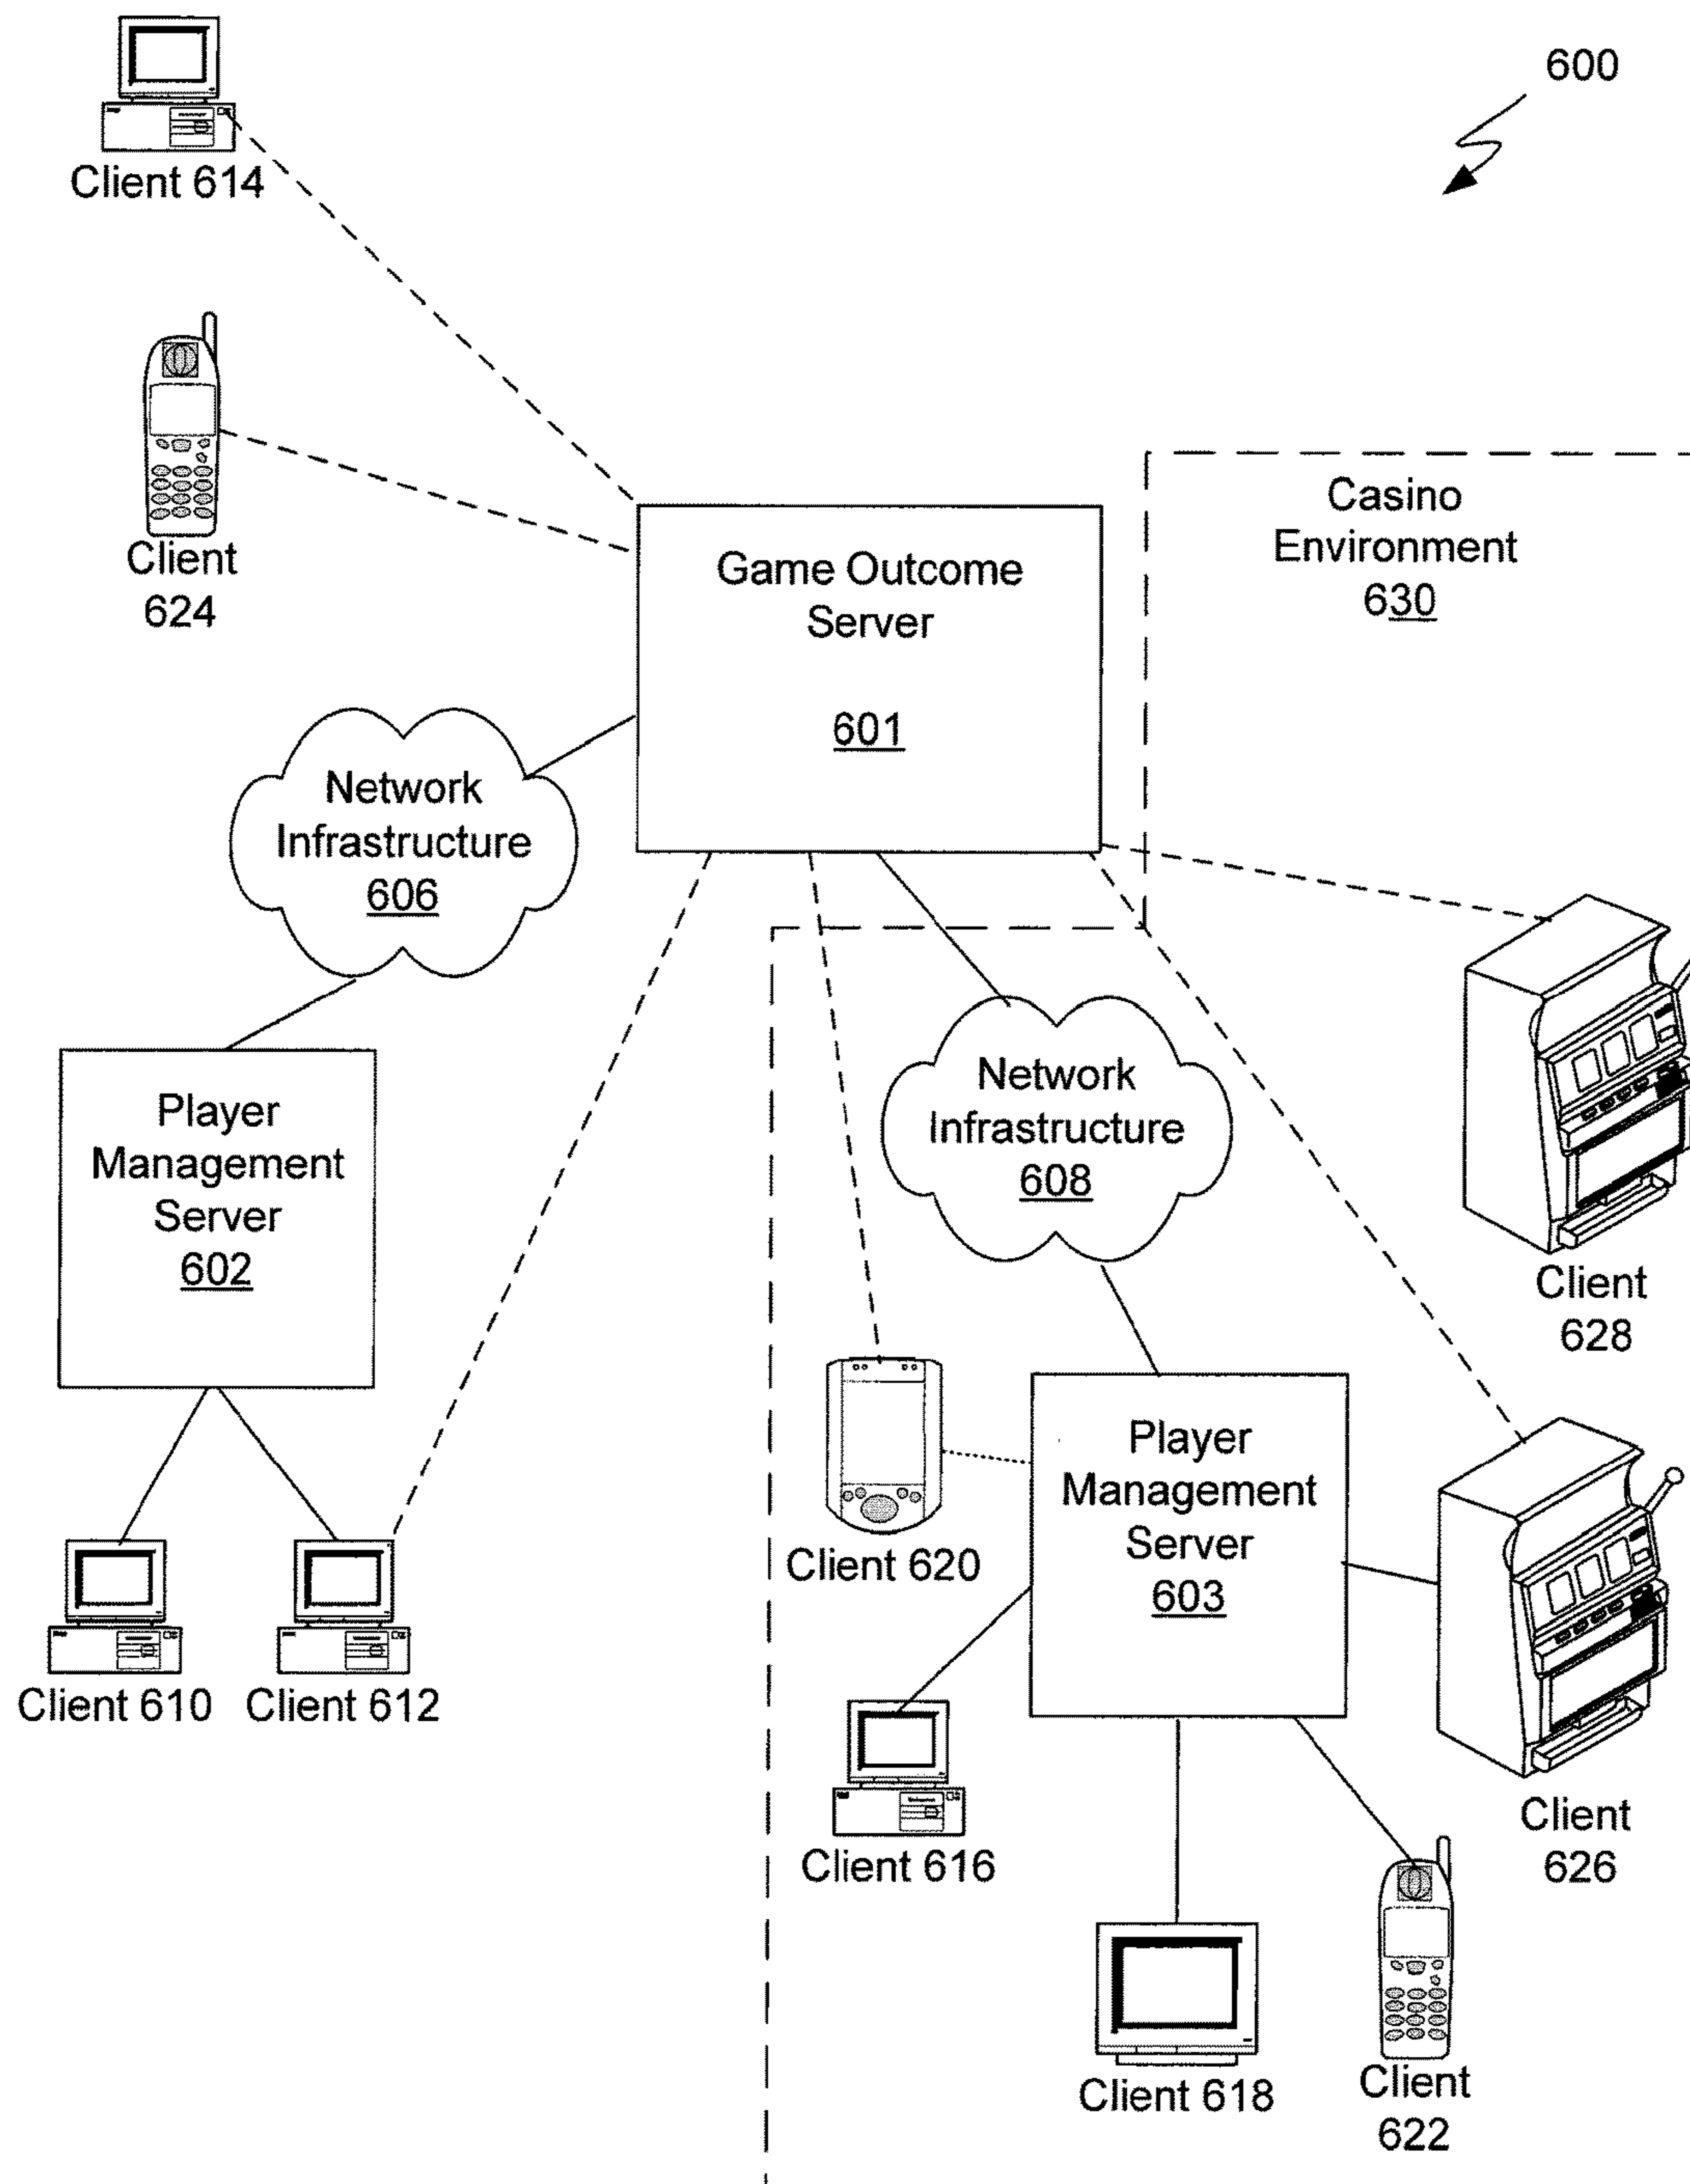 600
Client 614
Client
624
Game Outcome
Server
601
Casino
Environment
630
Network
Infrastructure
606
Network
Infrastructure
608
Player
Management
Server
602
Client
628
Client 620
Player
Management
Server
603
Client 610
Client 612
Client 616
Client
626
Client 618
Client
622